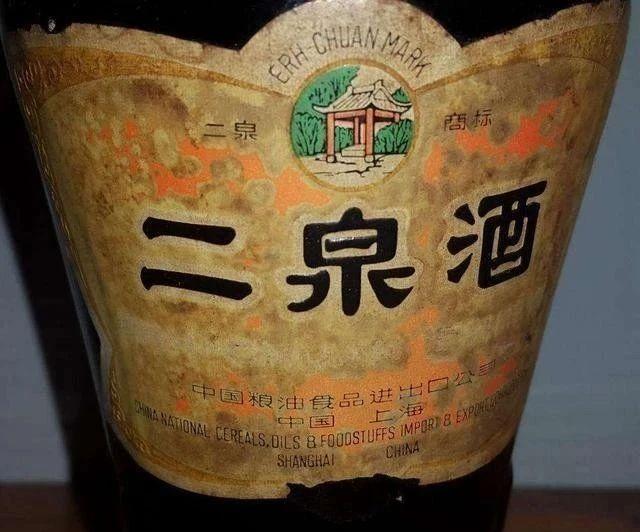 ERH-CHUAN MARK
二泉 商标
二泉酒
中国粮油食品进出口公司
中国 上海
CHINA NATIONAL CEREALS, OILS & FOODSTUFFS IMPORT & EXPORT
SHANGHAI CHINA